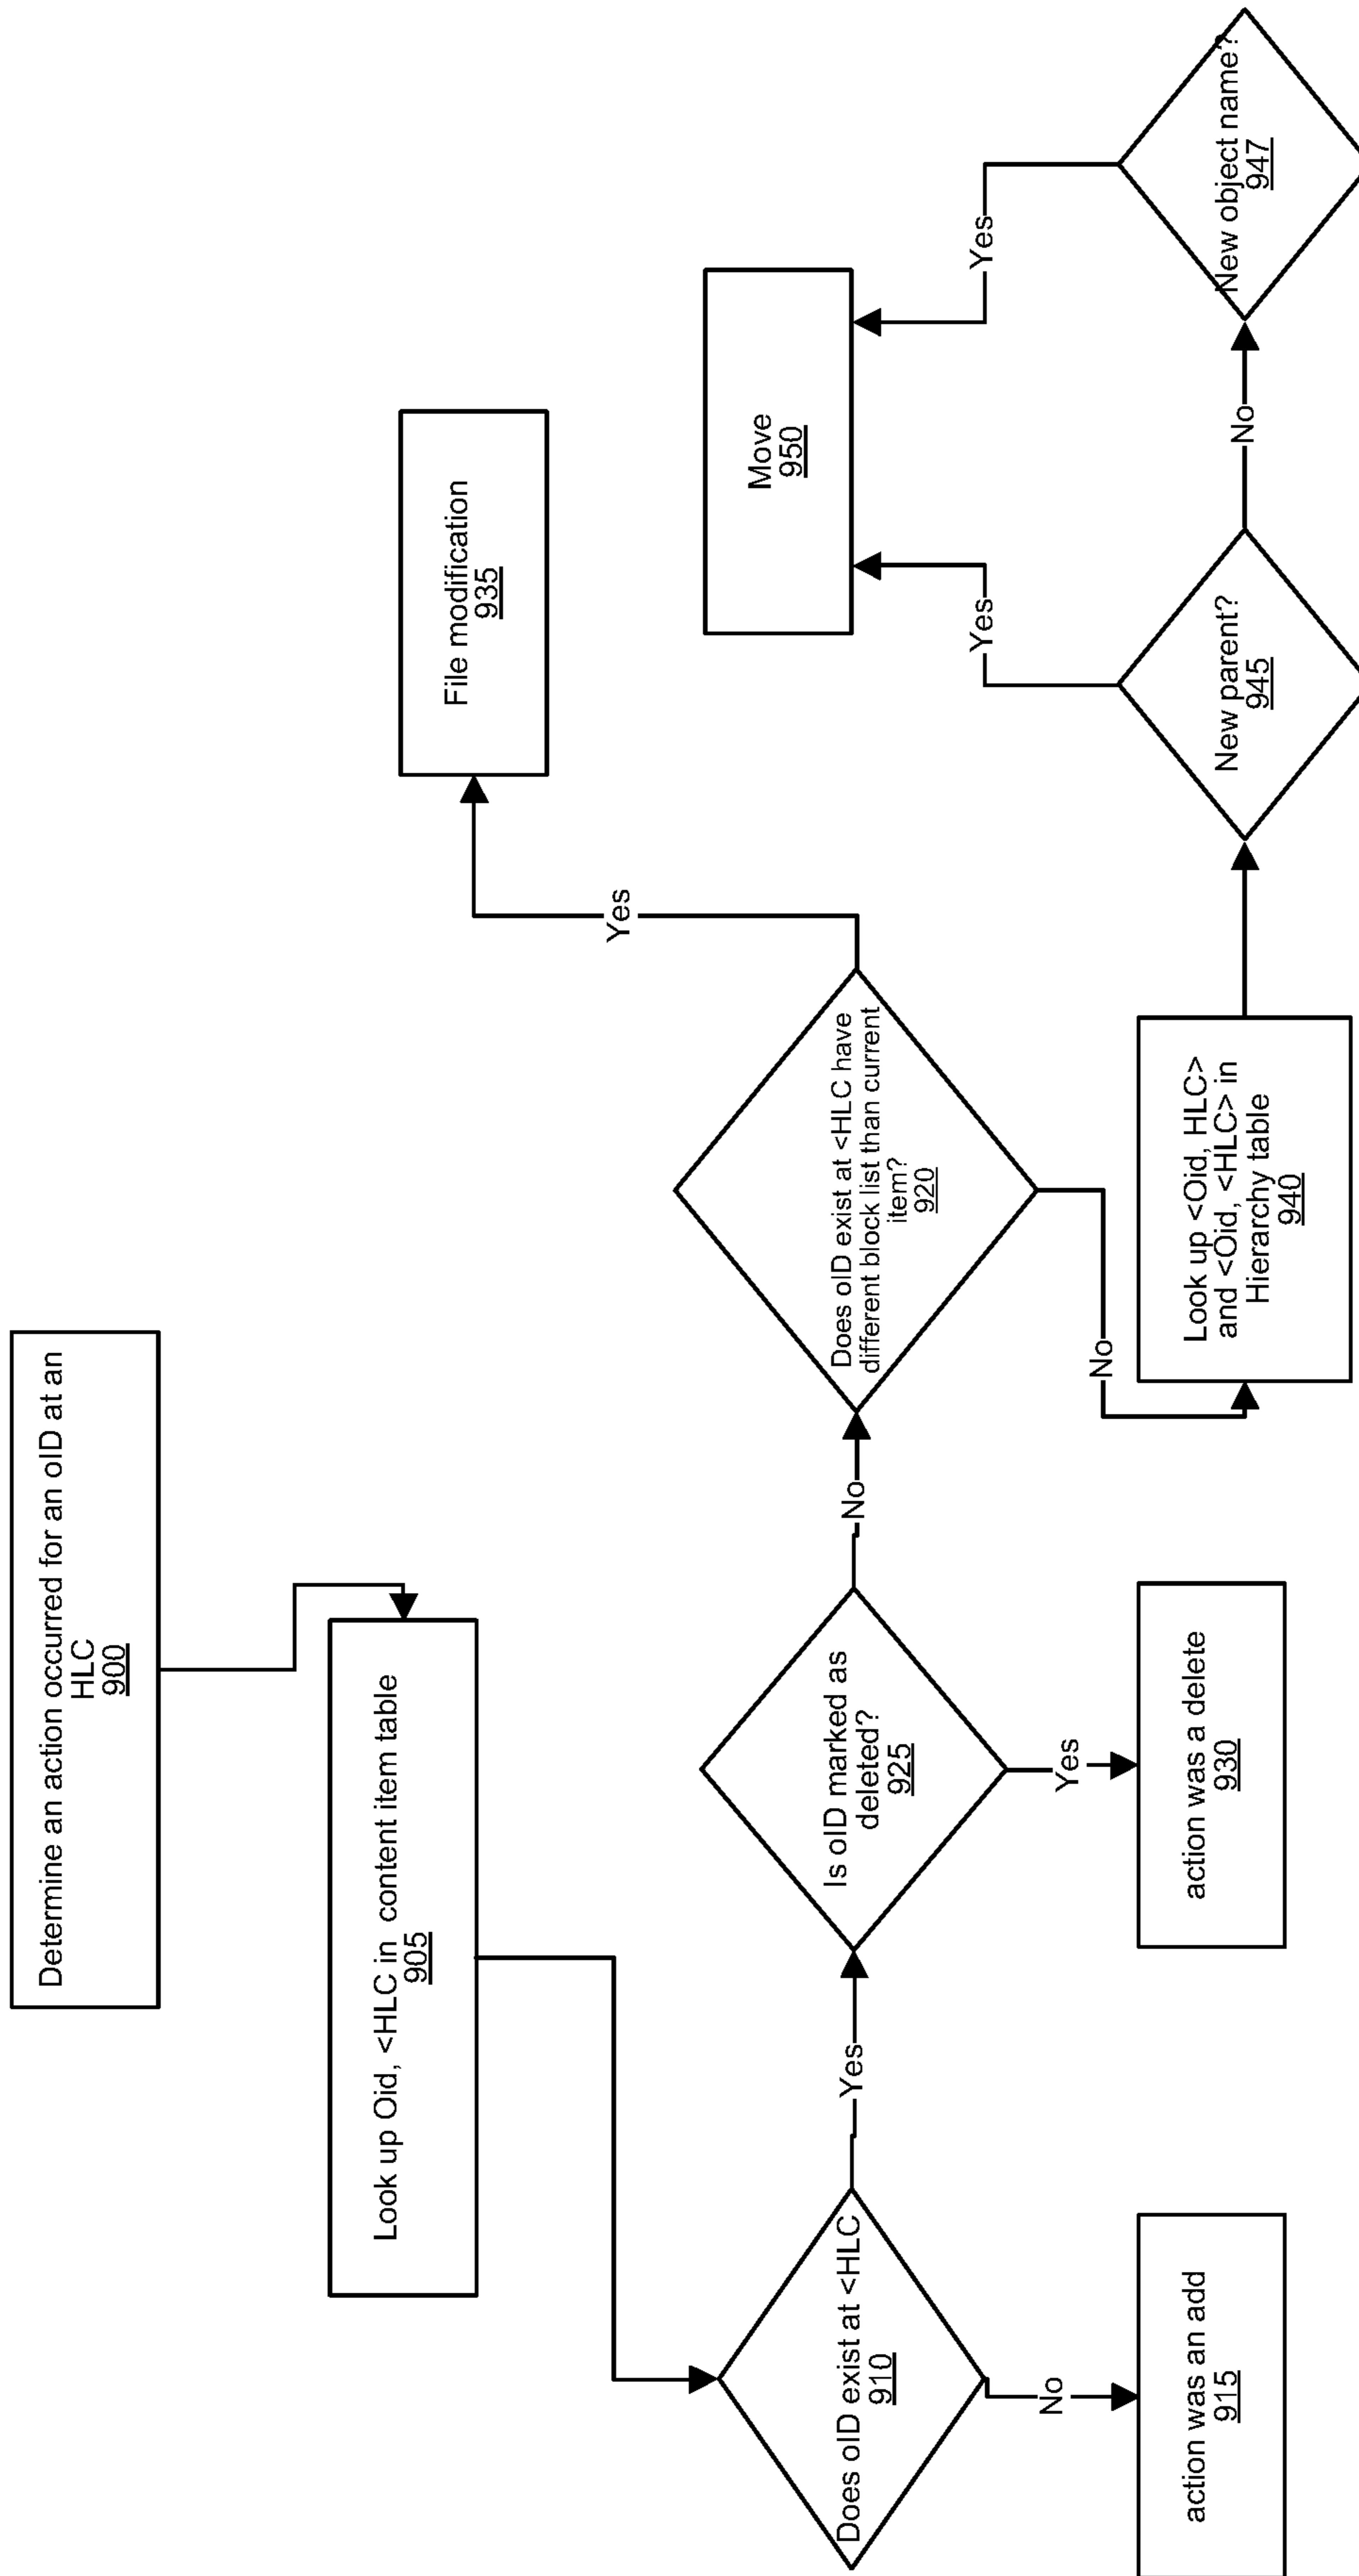 Determine an action occurred for an oID at an
HLC
900
Look up Oid, <HLC in content item table
905
Does oID exist at <HLC
910
No
action was an add
915
Yes
Is oID marked as
deleted?
925
Yes
action was a delete
930
No
Does oID exist at <HLC have
different block list than current
item?
920
Yes
File modification
935
No
Look up <Oid, HLC>
and <Oid, <HLC> in
Hierarchy table
940
New parent?
945
Yes
Move
950
No
New object name?
947
Yes